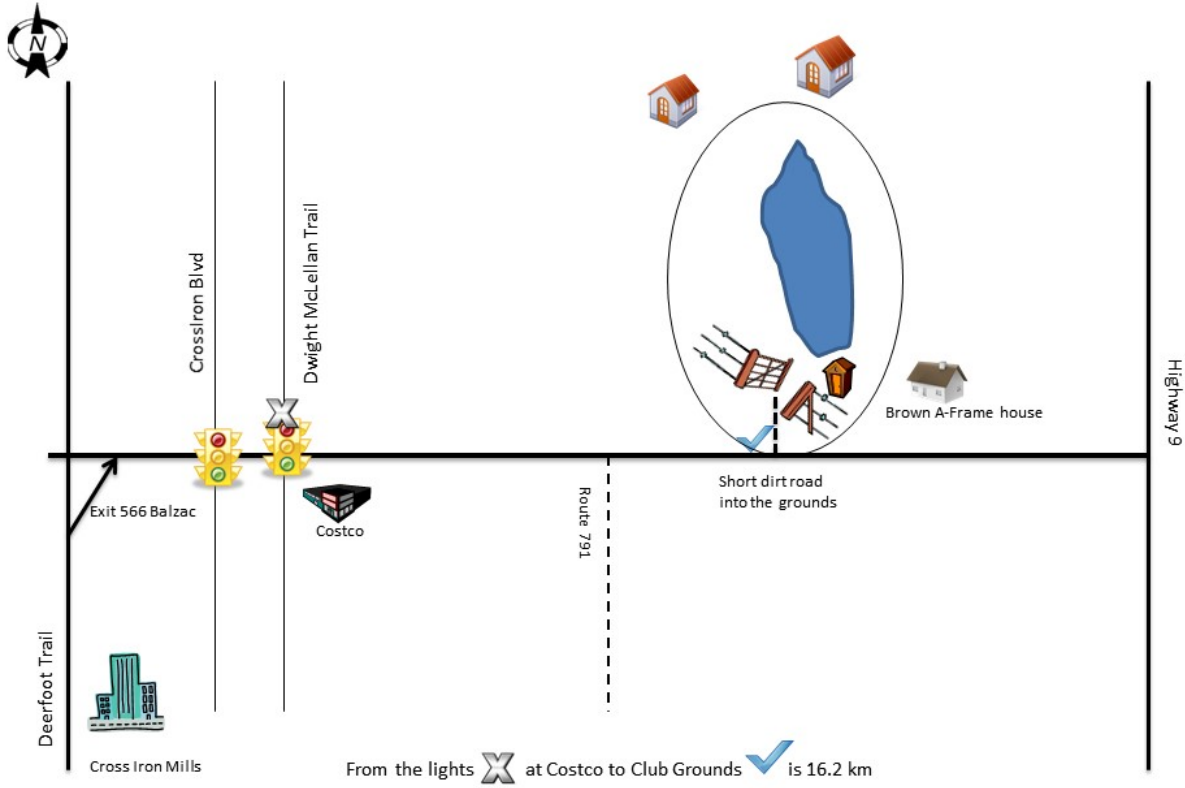 N
CrossIron Blvd
Dwight McLellan Trail
Highway 9
Brown A-Frame house
Short dirt road
into the grounds
Exit 566 Balzac
Costco
Route 791
Deerfoot Trail
Cross Iron Mills
From the lights X at Costco to Club Grounds ✓ is 16.2 km